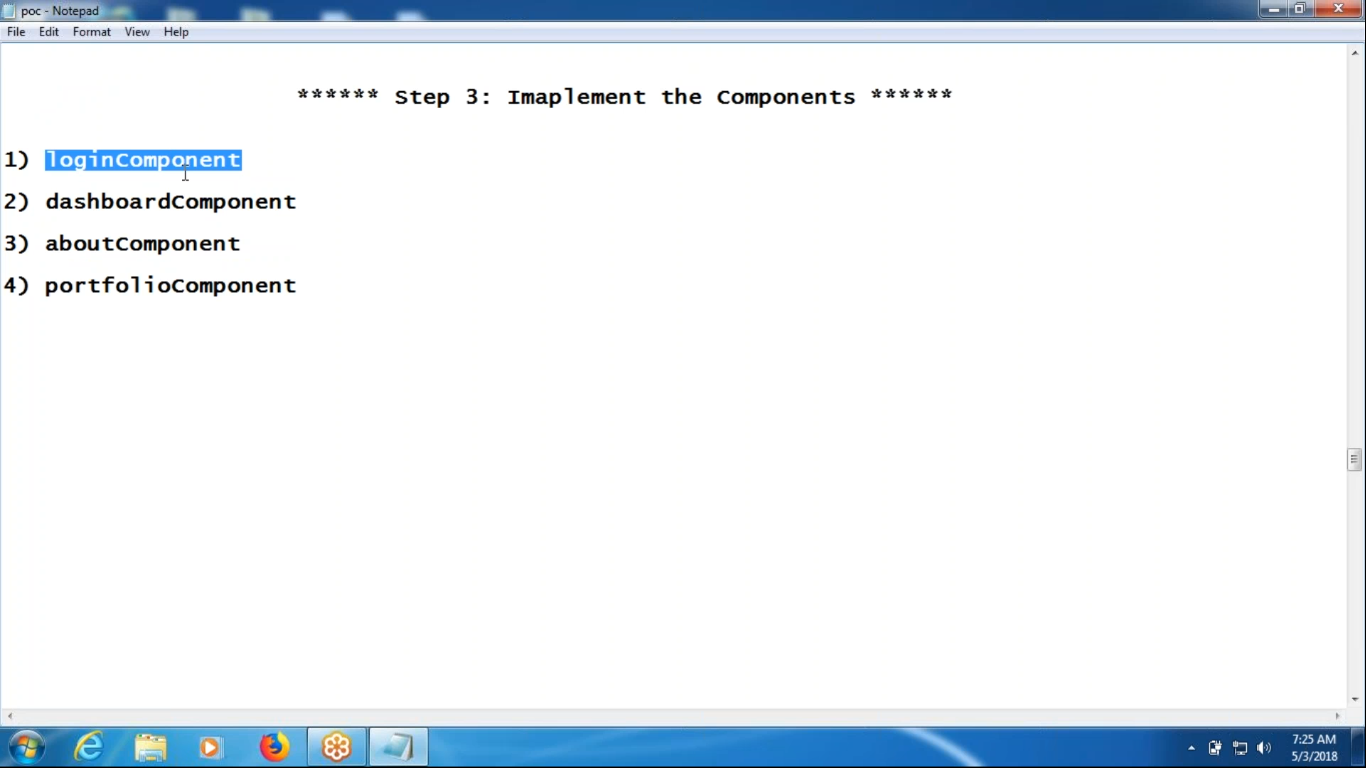 poc - Notepad
File Edit Format View Help
****** Step 3: Imaplement the Components ******
1) loginComponent
2) dashboardComponent
3) aboutComponent
4) portfolioComponent
7:25 AM
5/3/2018